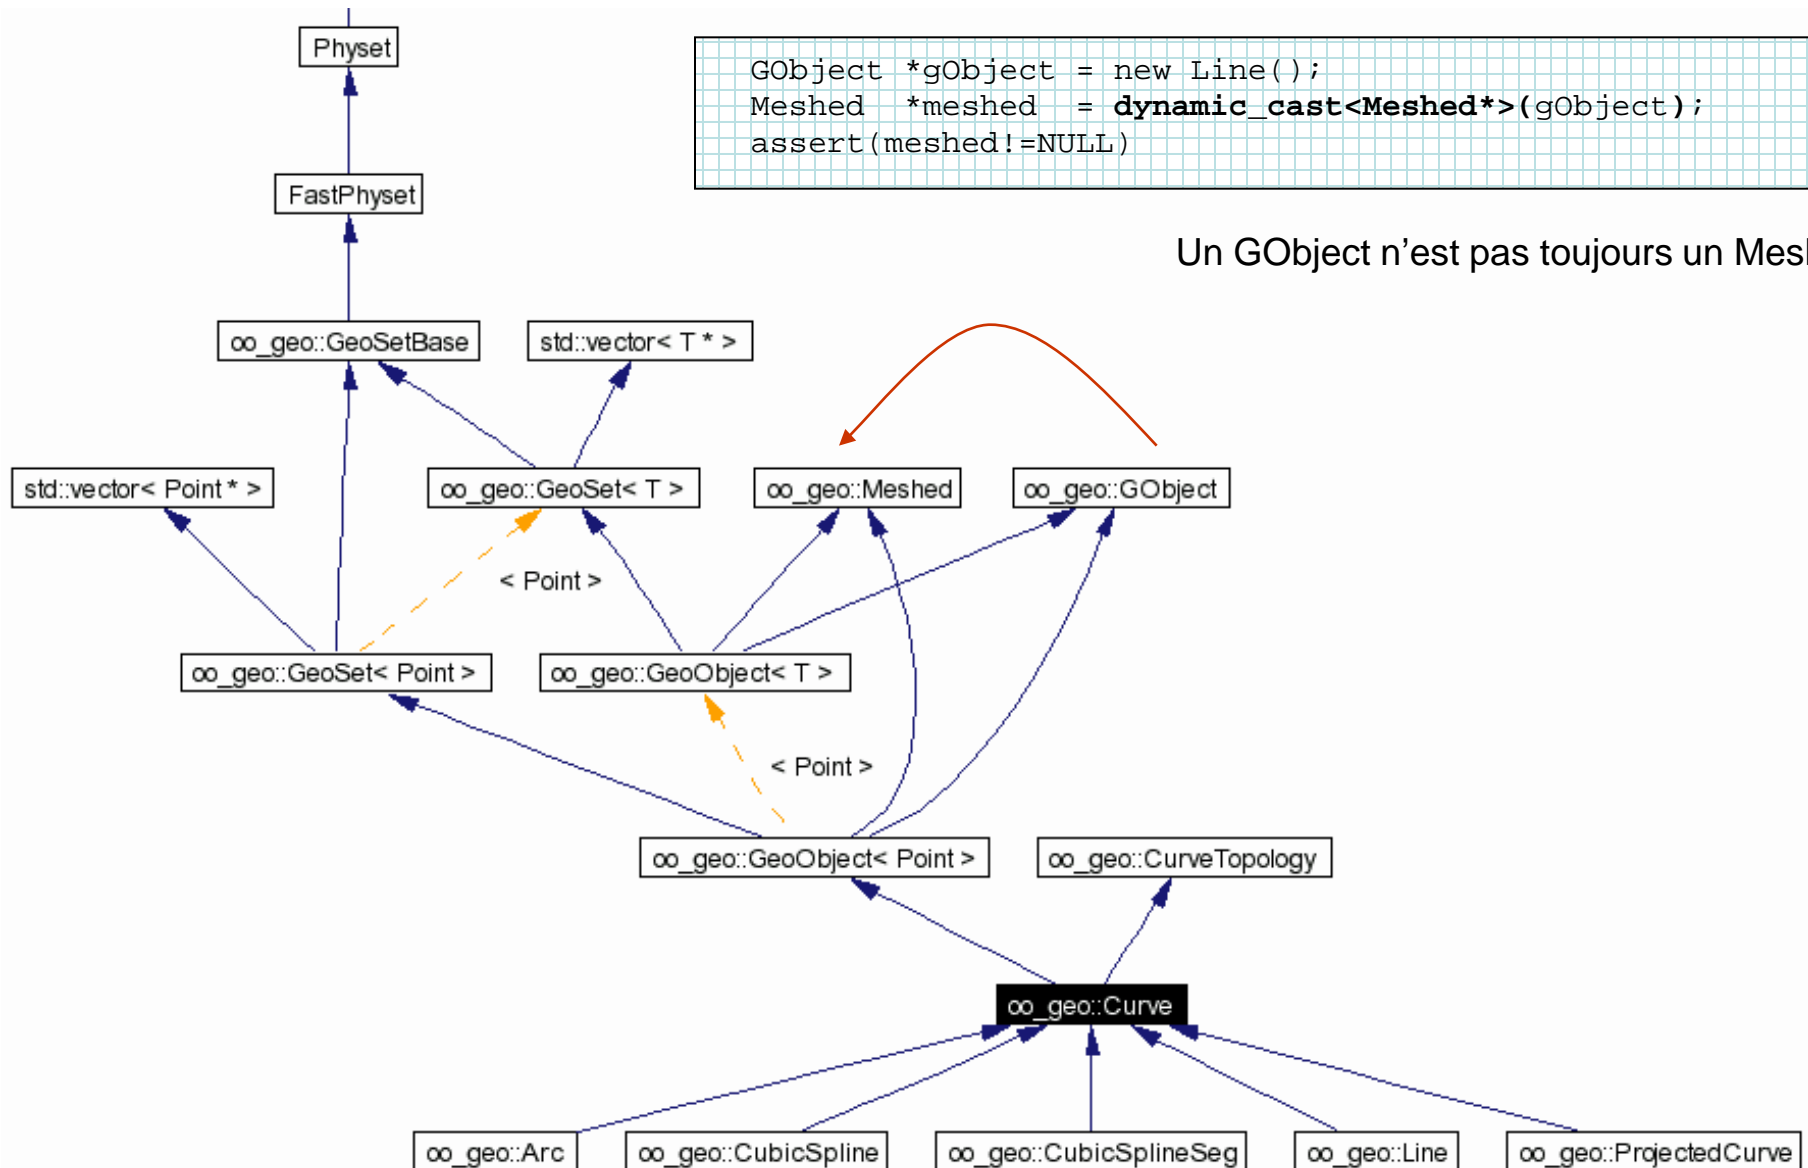 Physet
GObject *gObject = new Line();
Meshed *meshed = dynamic_cast<Meshed*>(gObject);
assert(meshed!=NULL)
FastPhyset
Un GObject n'est pas toujours un
oo_geo::GeoSetBase
std::vector< T * >
std::vector< Point * >
oo_geo::GeoSet< T >
oo_geo::Meshed
oo_geo::GObject
< Point >
oo_geo::GeoSet< Point >
oo_geo::GeoObject< T >
< Point >
oo_geo::GeoObject< Point >
oo_geo::CurveTopology
oo_geo::Curve
oo_geo::Arc
oo_geo::CubicSpline
oo_geo::CubicSplineSeg
oo_geo::Line
oo_geo::ProjectedCurve